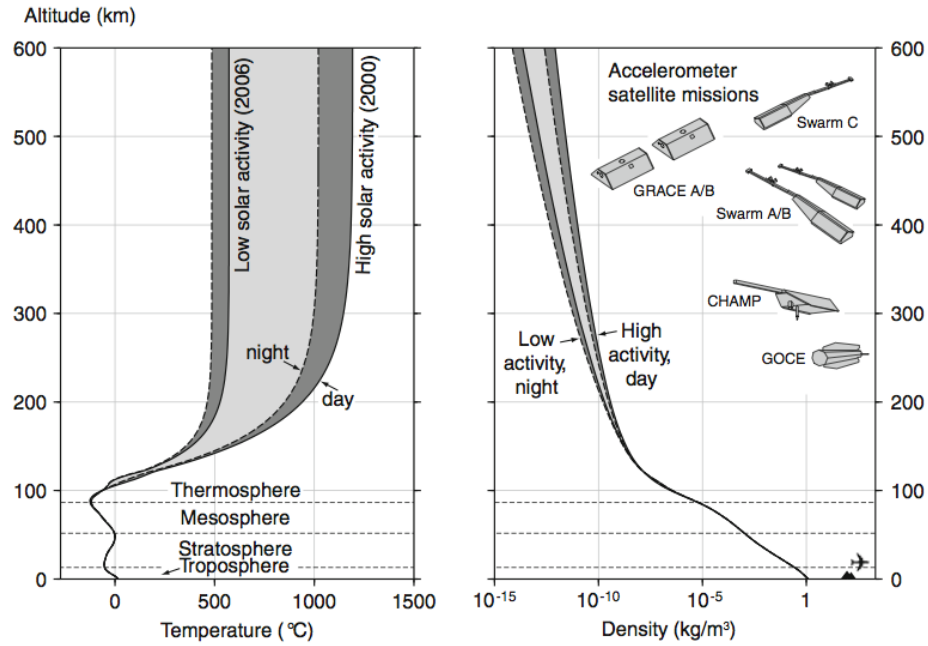 Altitude (km)
600
500
400
300
200
100
0
Low solar activity (2006)
High solar activity (2000)
night
day
Thermosphere
Mesosphere
Stratosphere
Troposphere
0
500
1000
1500
Temperature (°C)
Accelerometer
satellite missions
Swarm C
GRACE A/B
Swarm A/B
CHAMP
GOCE
Low
activity,
night
High
activity,
day
600
500
400
300
200
100
0
10-15
10-10
10-5
1
Density (kg/m³)